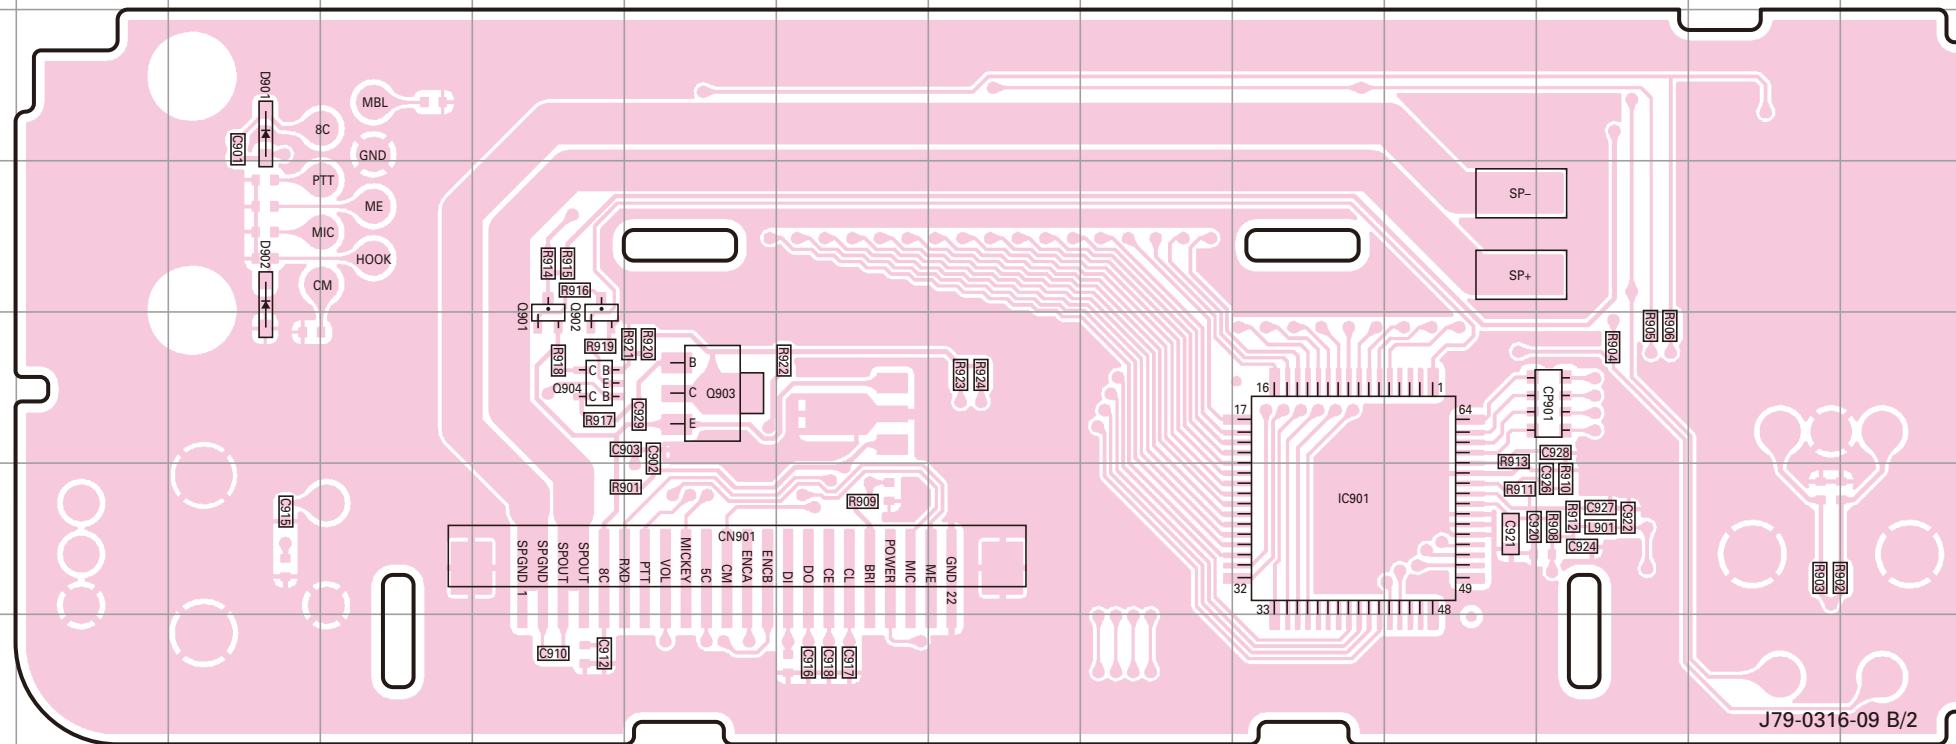 D901
MBL
8C
C901
GND
PTT
ME
MIC
D902
HOOK
CM
SP–
SP+
R914
R915
R916
Q901
Q902
R919
R921
R920
R918
C B
E
C B
Q904
R917
C929
B
C
E
Q903
R922
R923
R924
C903
C902
R901
R909
16
1
17
64
IC901
32
49
33
48
R905
R906
R904
CP901
C928
R913
C926
R910
R911
R912
C927
C922
L901
C921
C920
R908
C924
C915
CN901
SPGND
SPGND
SPOUT
SPOUT
8C
RXD
PTT
VOL
MICKEY
5C
CM
ENCA
ENCB
DI
DO
CE
CL
BRI
POWER
MIC
ME
GND
1
22
R903
R902
C910
C912
C916
C918
C917
J79-0316-09 B/2